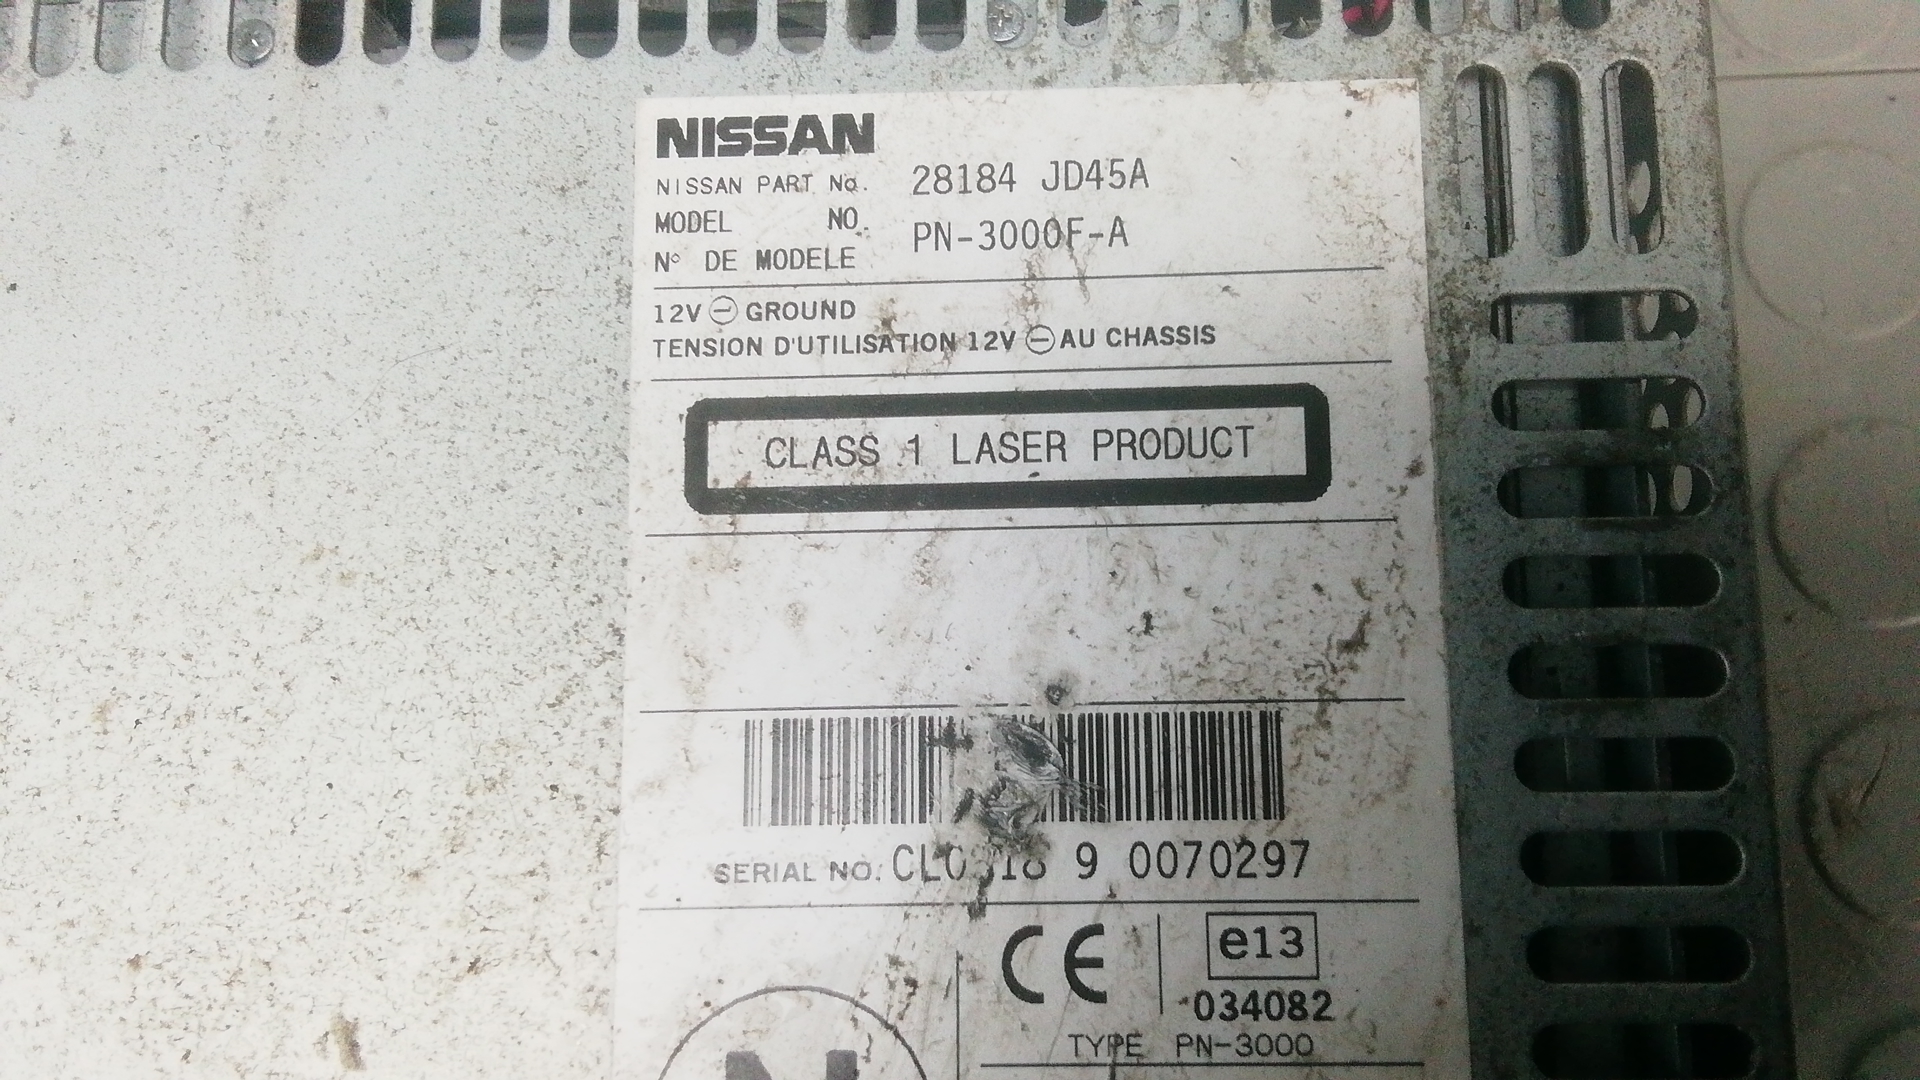 NISSAN
NISSAN PART No. 28184 JD45A
MODEL NO.
N° DE MODELE PN-3000F-A
12V ⊖ GROUND
TENSION D'UTILISATION 12V ⊖ AU CHASSIS
CLASS 1 LASER PRODUCT
SERIAL NO. 9 0070297
CE e13
034082
TYPE PN-3000
N